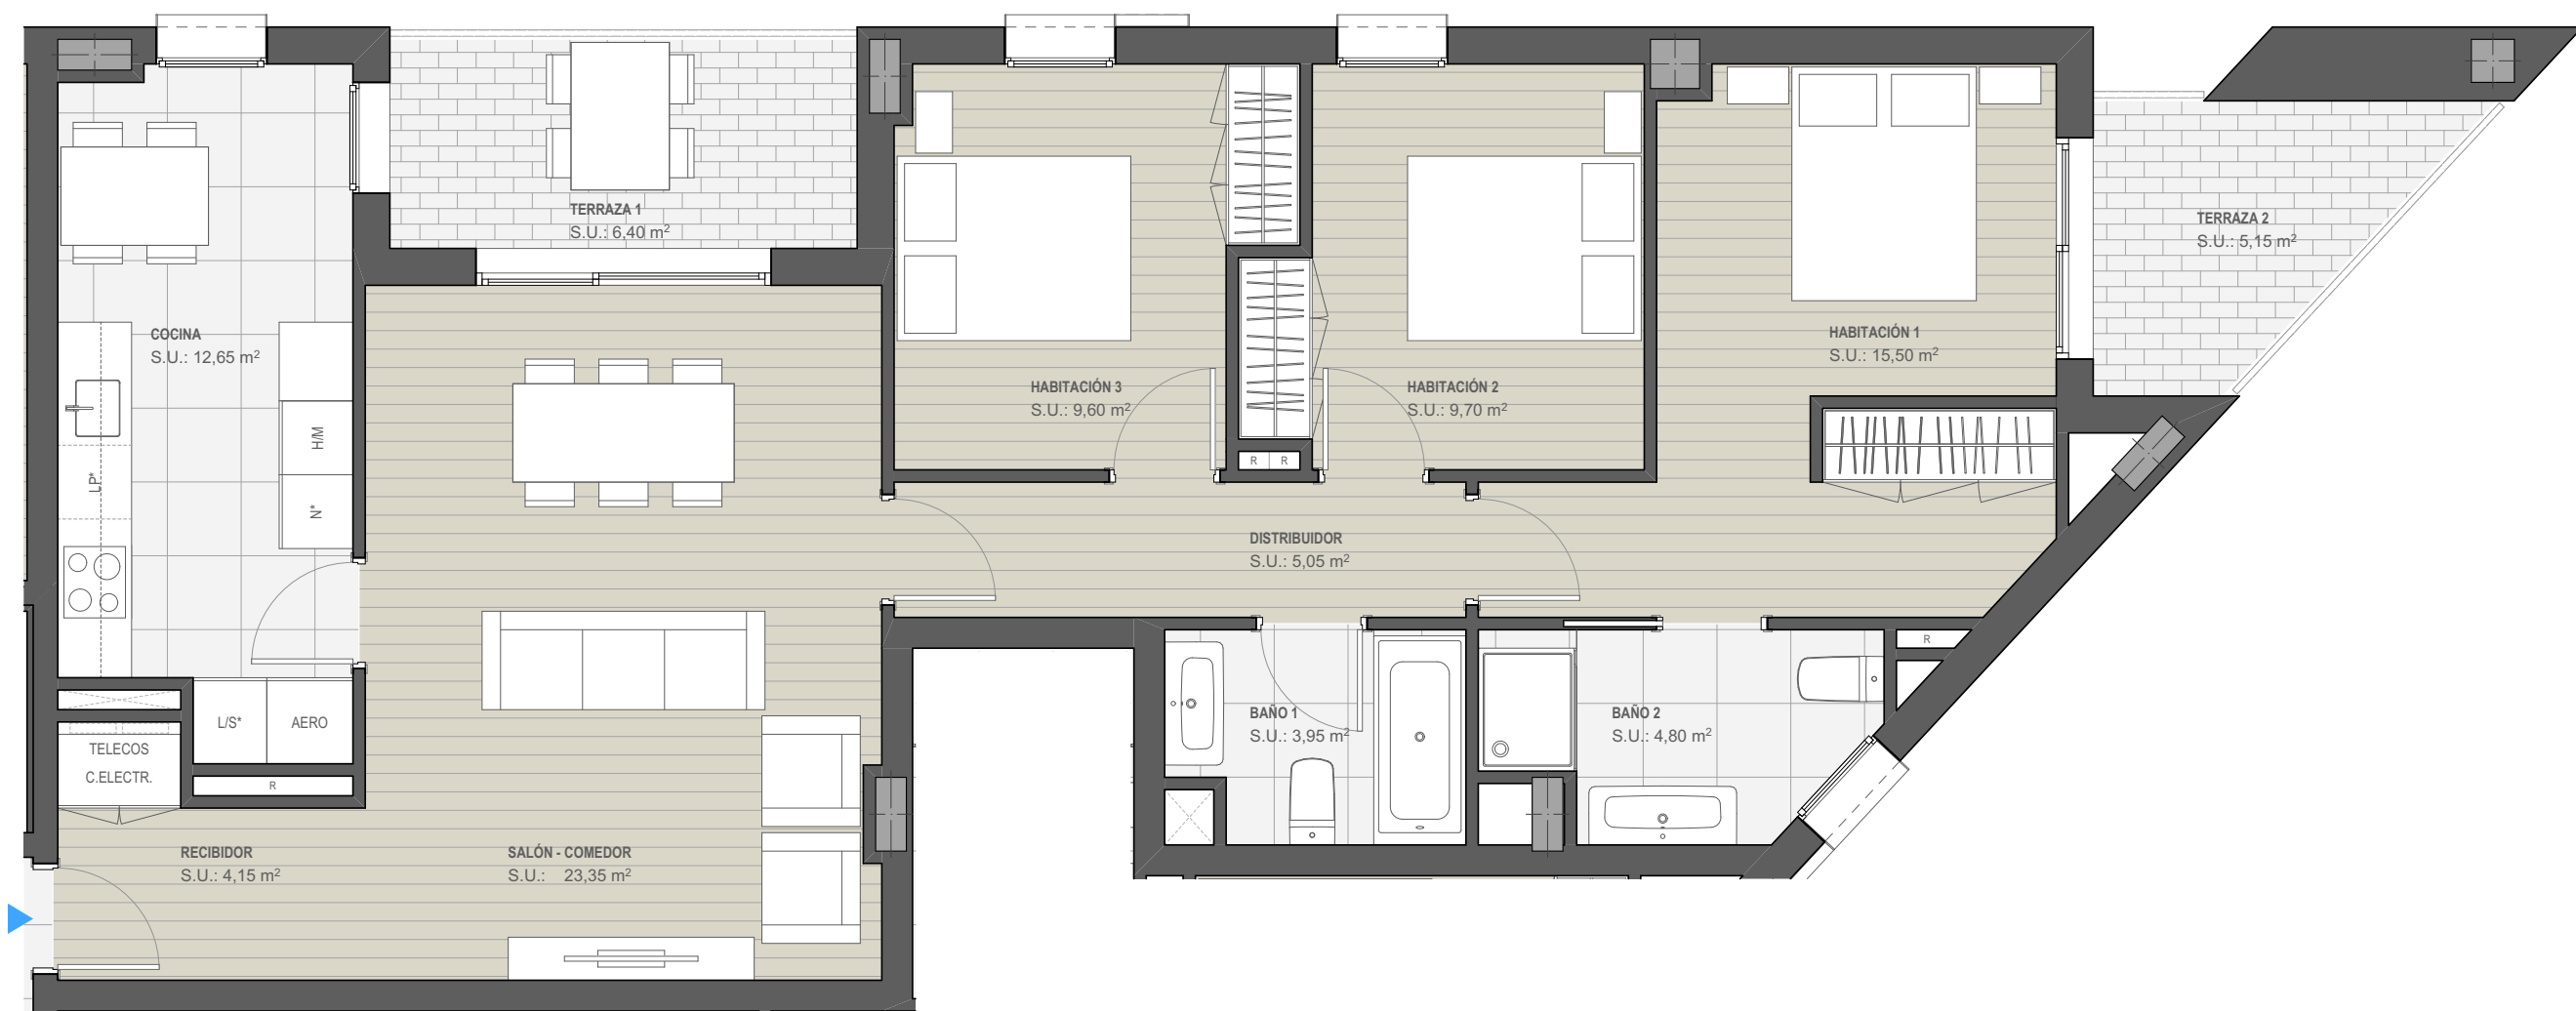 TERRAZA 1
S.U.: 6,40 m²
TERRAZA 2
S.U.: 5,15 m²
COCINA
S.U.: 12,65 m²
HABITACIÓN 1
S.U.: 15,50 m²
HABITACIÓN 3
S.U.: 9,60 m²
HABITACIÓN 2
S.U.: 9,70 m²
H/M
R R
LP*
N*
DISTRIBUIDOR
S.U.: 5,05 m²
R
BAÑO 1
S.U.: 3,95 m²
BAÑO 2
S.U.: 4,80 m²
L/S*
AERO
TELECOS
C.ELECTR.
R
RECIBIDOR
S.U.: 4,15 m²
SALÓN - COMEDOR
S.U.: 23,35 m²